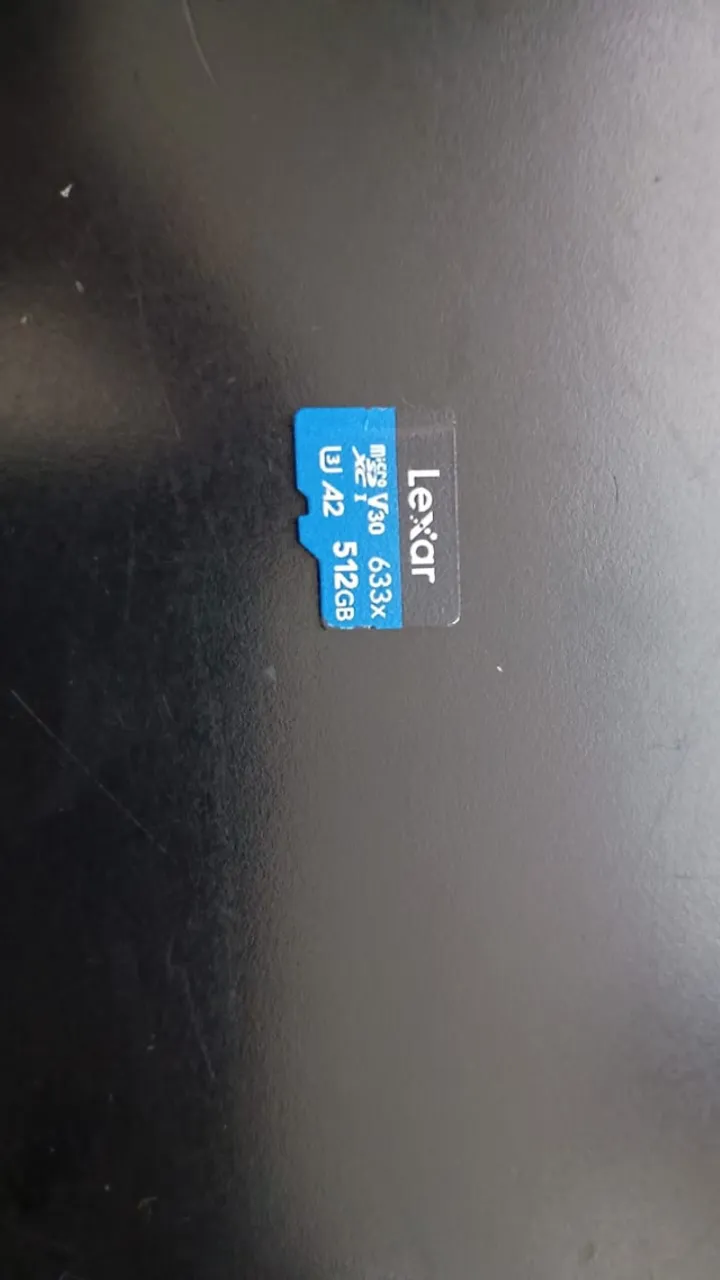 Lexar
micro SD XC I V30 633x
U3 A2 512GB